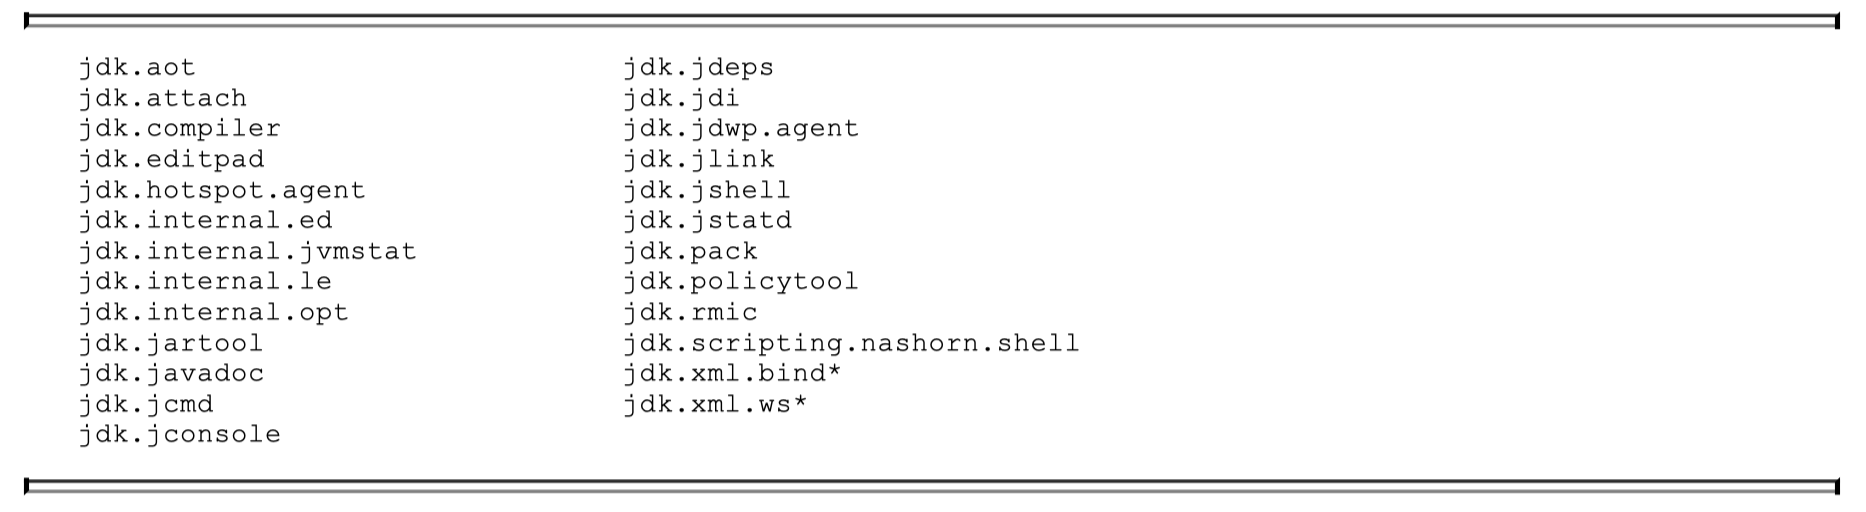 jdk.aot
jdk.attach
jdk.compiler
jdk.editpad
jdk.hotspot.agent
jdk.internal.ed
jdk.internal.jvmstat
jdk.internal.le
jdk.internal.opt
jdk.jartool
jdk.javadoc
jdk.jcmd
jdk.jconsole
jdk.jdeps
jdk.jdi
jdk.jdwp.agent
jdk.jlink
jdk.jshell
jdk.jstatd
jdk.pack
jdk.policytool
jdk.rmic
jdk.scripting.nashorn.shell
jdk.xml.bind*
jdk.xml.ws*